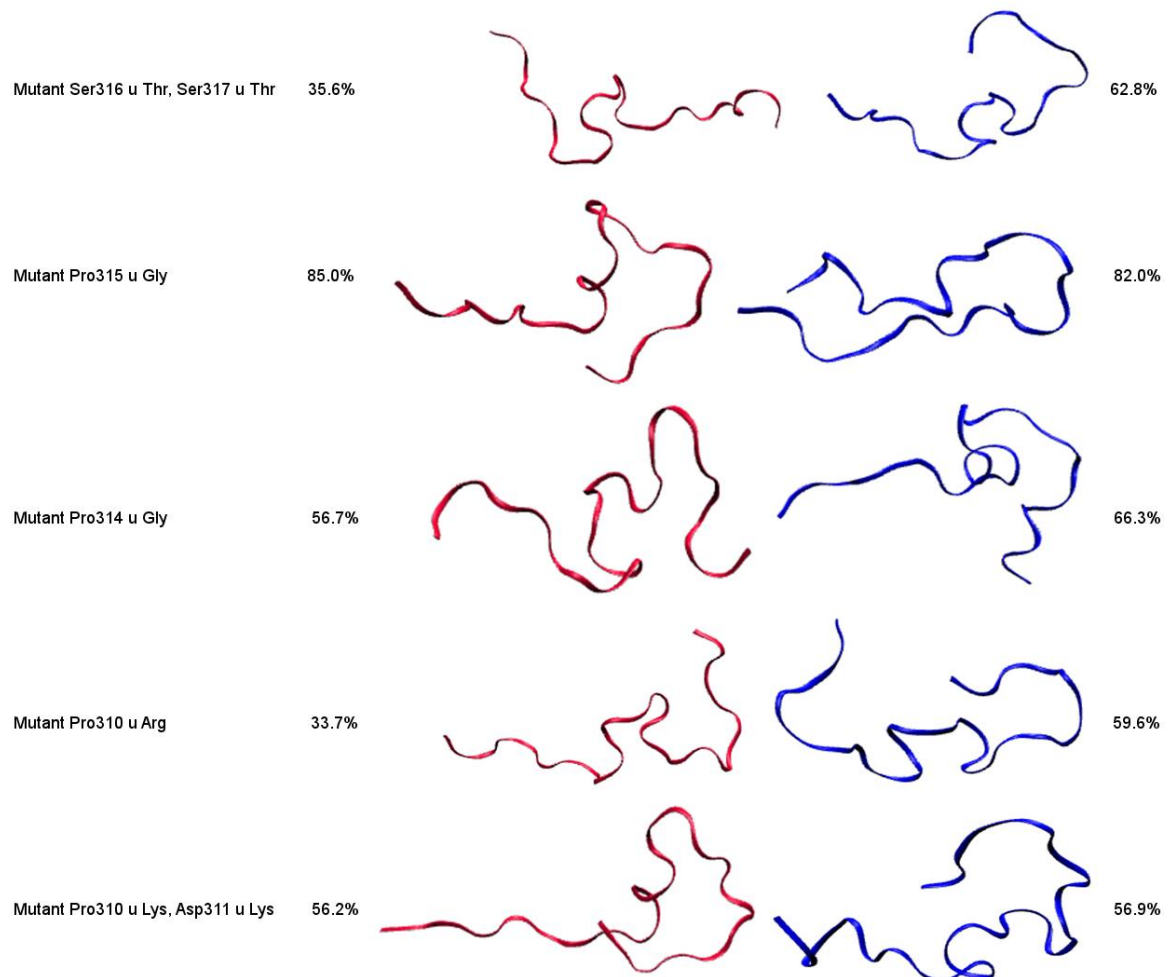 Mutant Ser316 u Thr, Ser317 u Thr 35.6% 62.8%
Mutant Pro315 u Gly 85.0% 82.0%
Mutant Pro314 u Gly 56.7% 66.3%
Mutant Pro310 u Arg 33.7% 59.6%
Mutant Pro310 u Lys, Asp311 u Lys 56.2% 56.9%